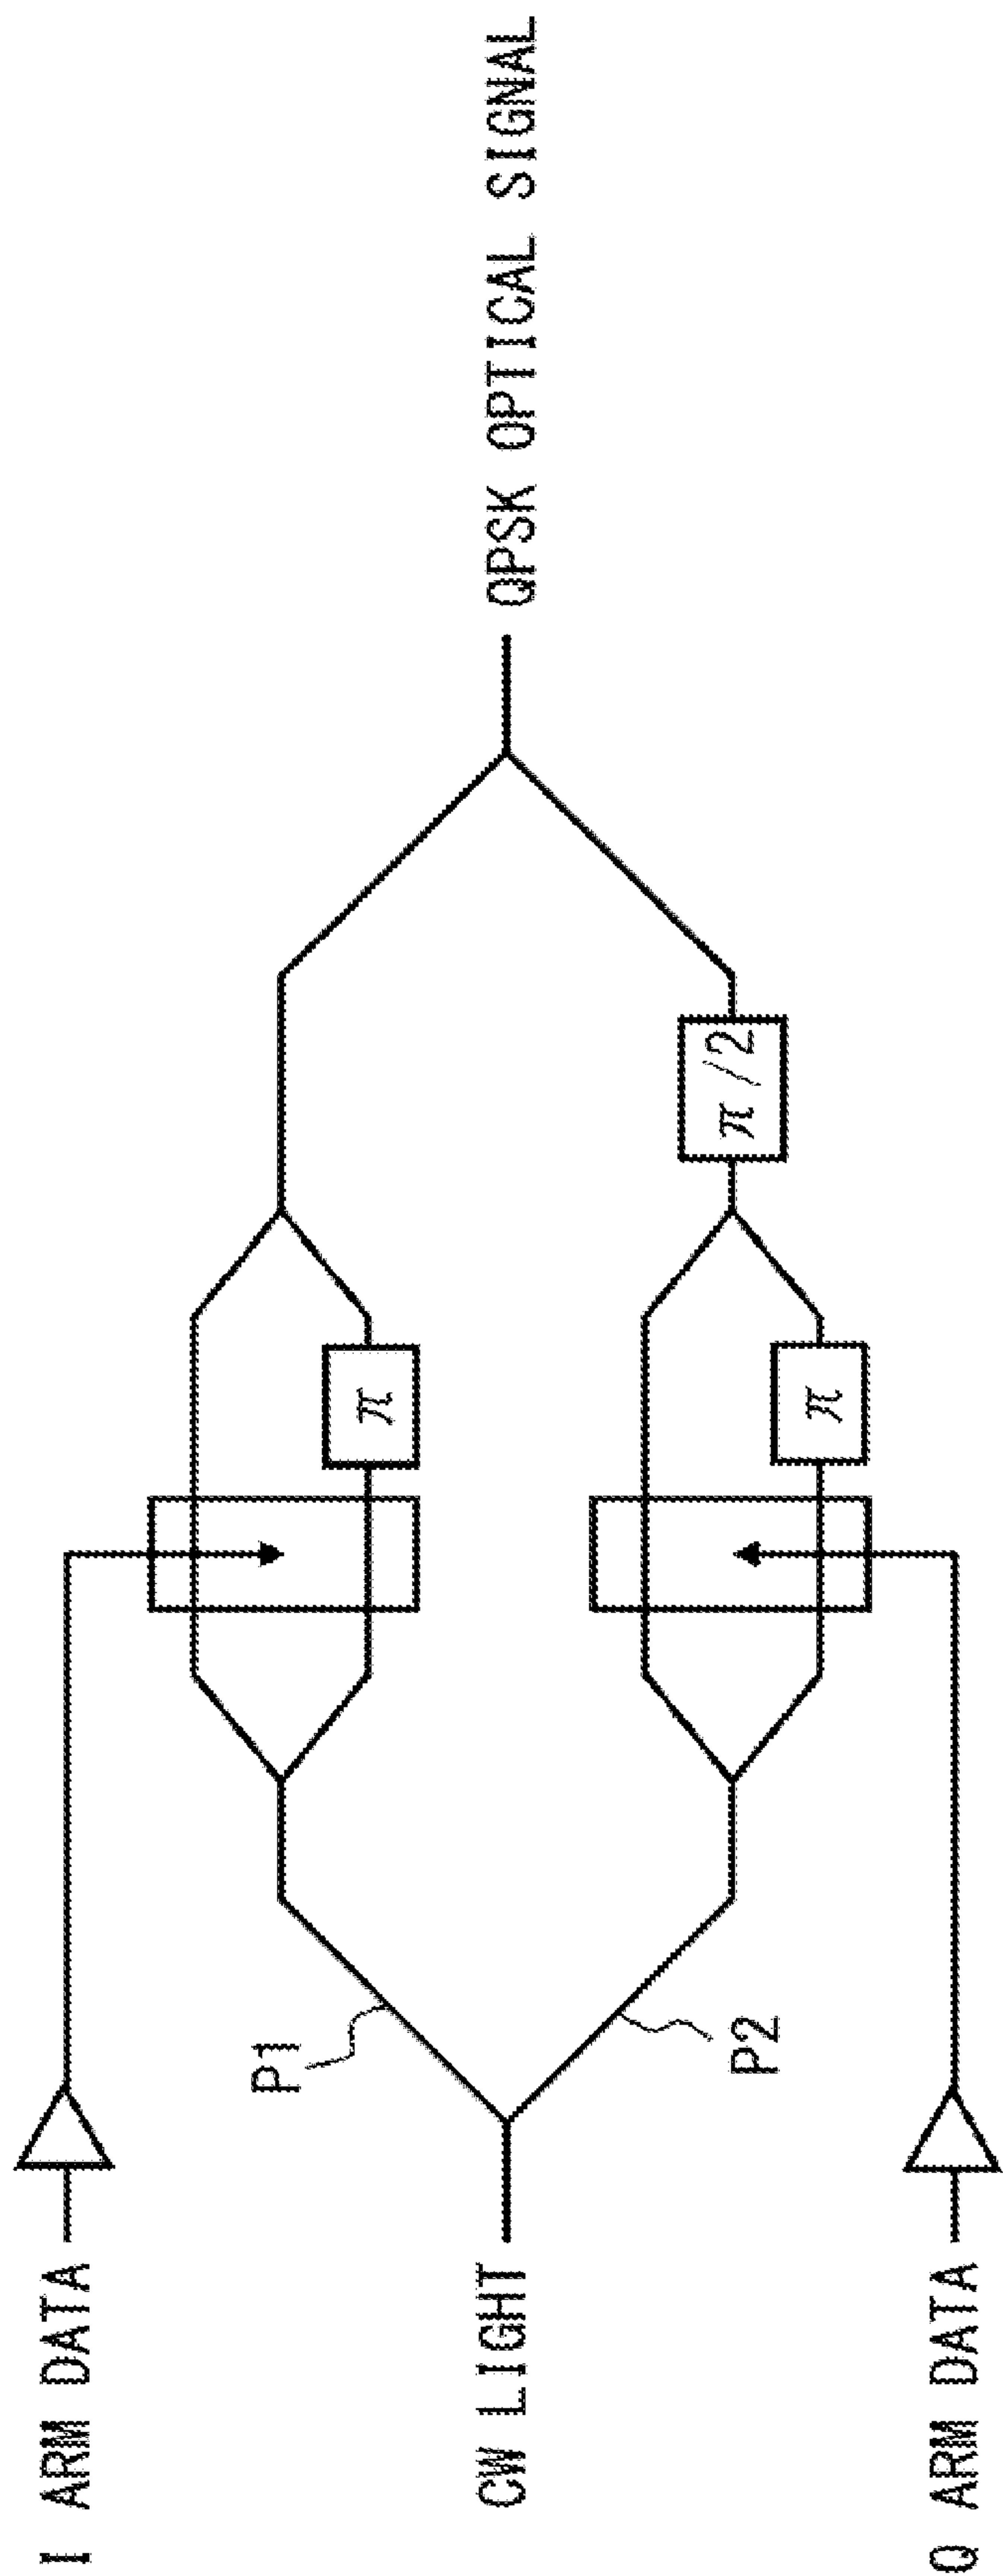 I ARM DATA
P1
π
CW LIGHT
QPSK OPTICAL SIGNAL
P2
π
π/2
Q ARM DATA